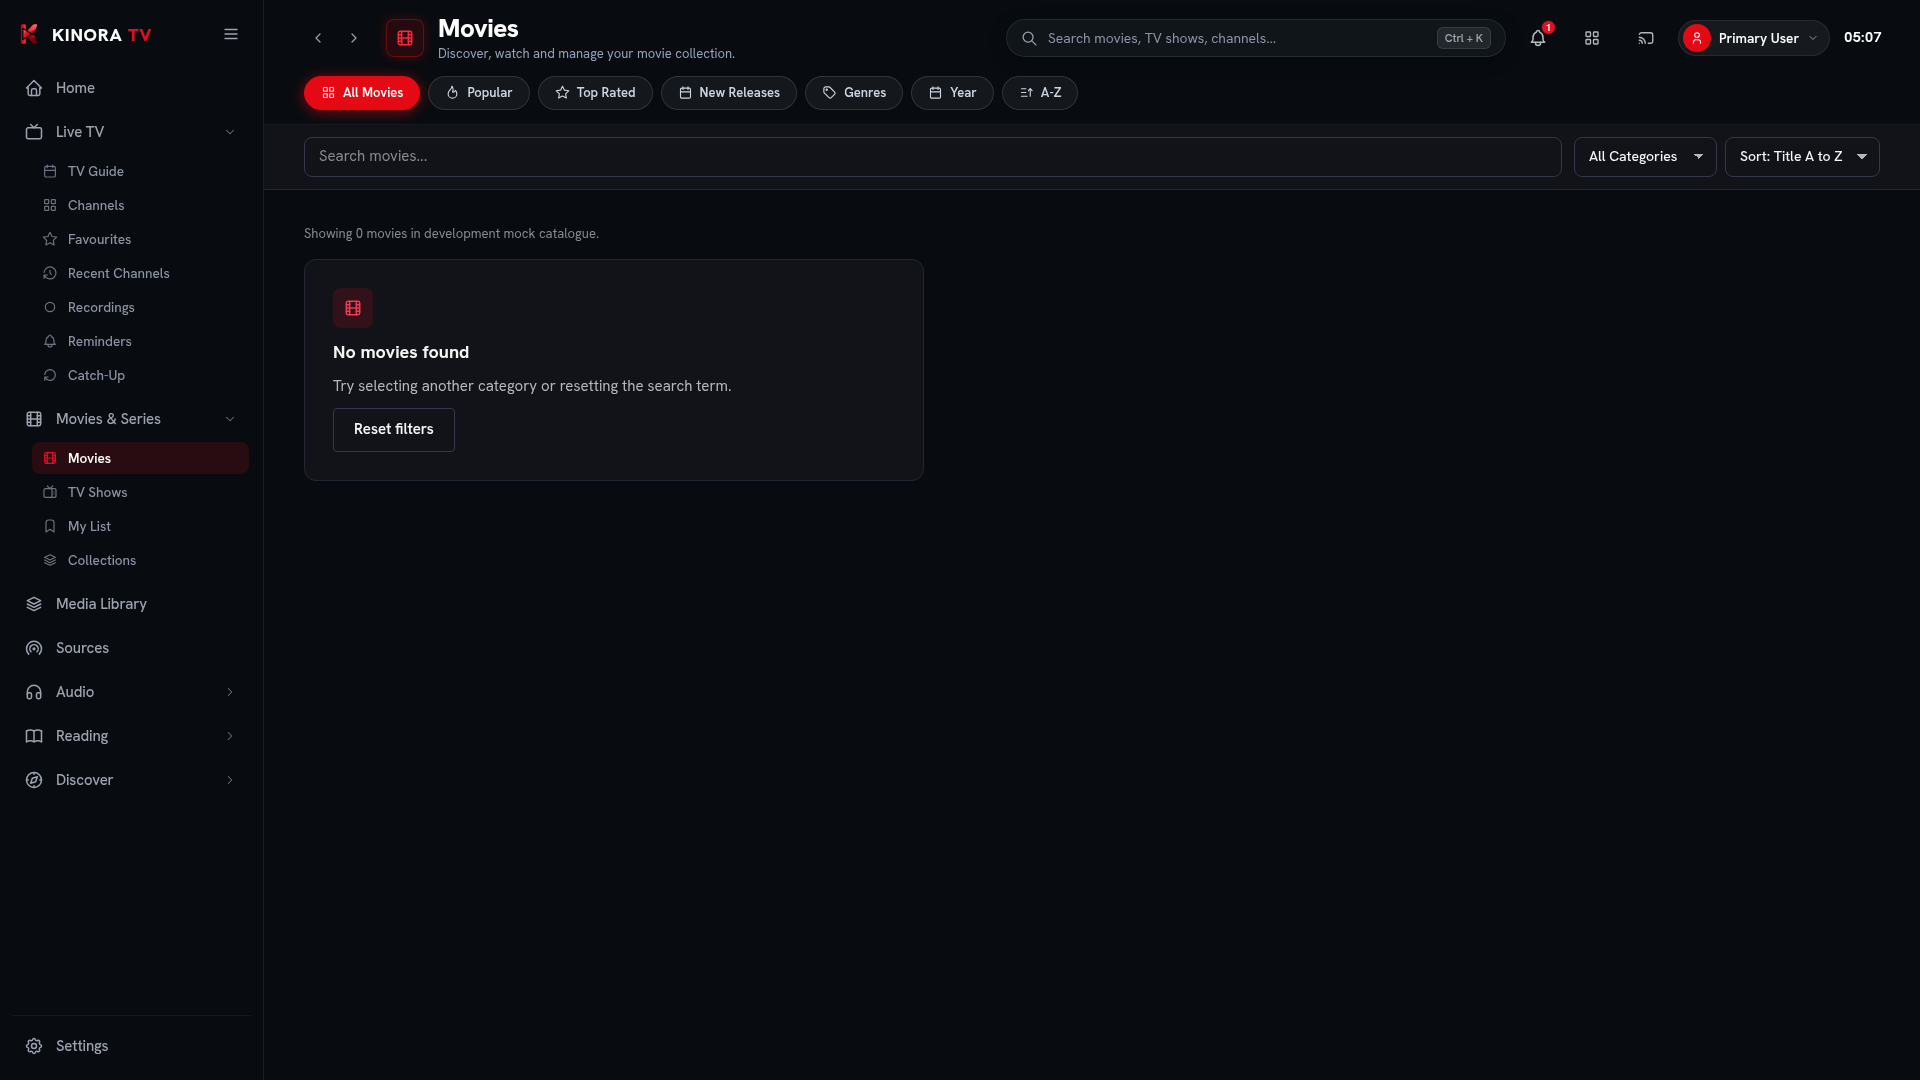 KINORA TV
Home
Live TV
TV Guide
Channels
Favourites
Recent Channels
Recordings
Reminders
Catch-Up
Movies & Series
Movies
TV Shows
My List
Collections
Media Library
Sources
Audio
Reading
Discover
Settings
Movies
Discover, watch and manage your movie collection.
Search movies, TV shows, channels...
Ctrl + K
1
Primary User
05:07
All Movies
Popular
Top Rated
New Releases
Genres
Year
A-Z
Search movies...
All Categories
Sort: Title A to Z
Showing 0 movies in development mock catalogue.
No movies found
Try selecting another category or resetting the search term.
Reset filters